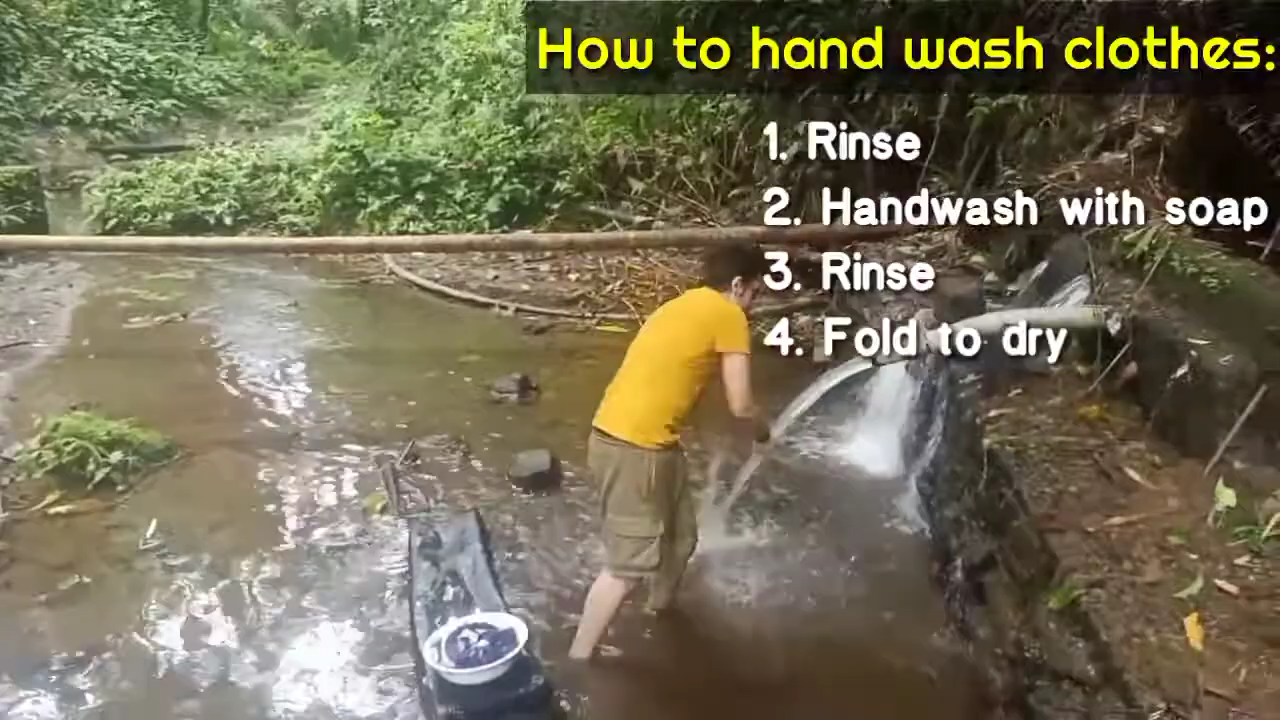 How to hand wash clothes:
1. Rinse
2. Handwash with soap
3. Rinse
4. Fold to dry